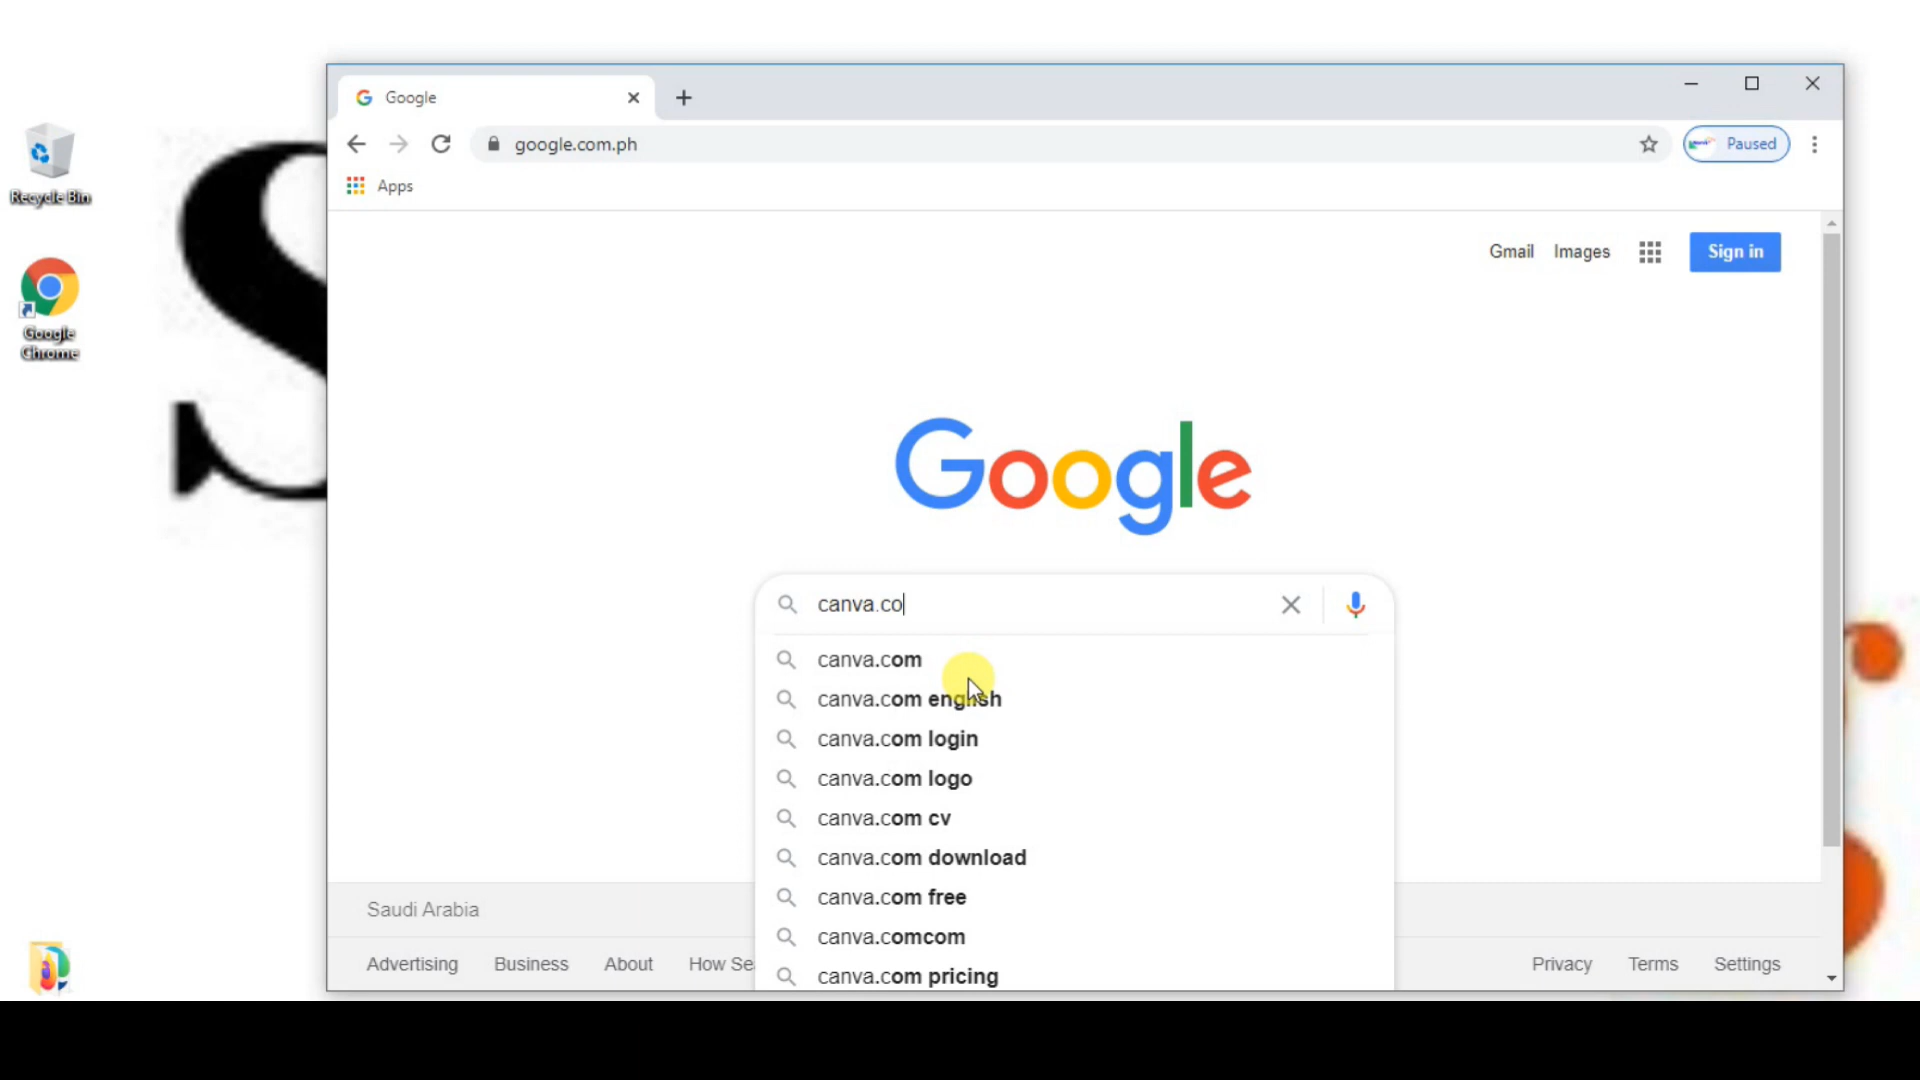 Google
google.com.ph
Paused
Apps
Recycle Bin
Gmail Images Sign in
Google
Chrome
S
Google
canva.co
canva.com
canva.com english
canva.com login
canva.com logo
canva.com cv
canva.com download
canva.com free
canva.comcom
canva.com pricing
Saudi Arabia
Advertising Business About How Se
Privacy Terms Settings